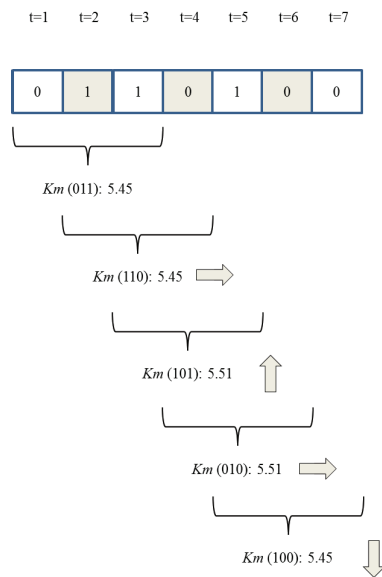 t=1 t=2 t=3 t=4 t=5 t=6 t=7
0 1 1 0 1 0 0
Km (011): 5.45
Km (110): 5.45
Km (101): 5.51
Km (010): 5.51
Km (100): 5.45